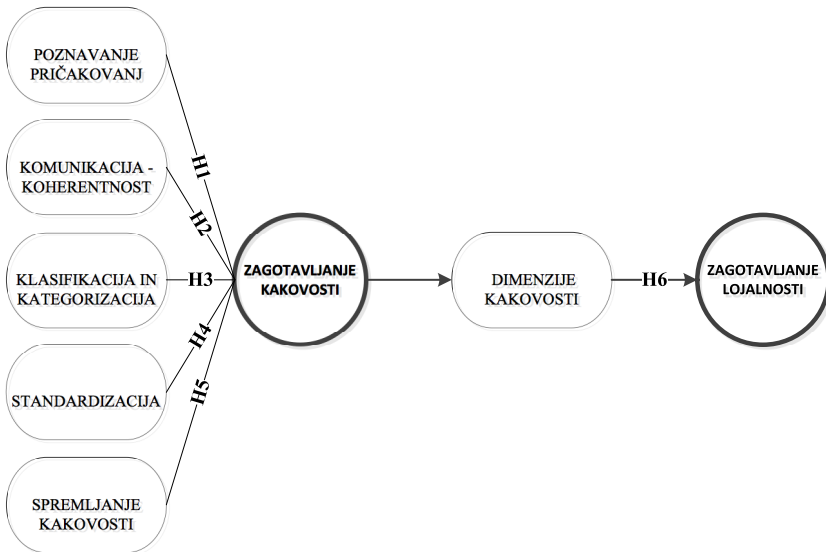 POZNAVANJE
PRIČAKOVANJ
H1
KOMUNIKACIJA -
KOHERENTNOST
H2
KLASIFIKACIJA IN
KATEGORIZACIJA
H3
STANDARDIZACIJA
H4
SPREMLJANJE
KAKOVOSTI
H5
ZAGOTAVLJANJE
KAKOVOSTI
DIMENZIJE
KAKOVOSTI
H6
ZAGOTAVLJANJE
LOJALNOSTI